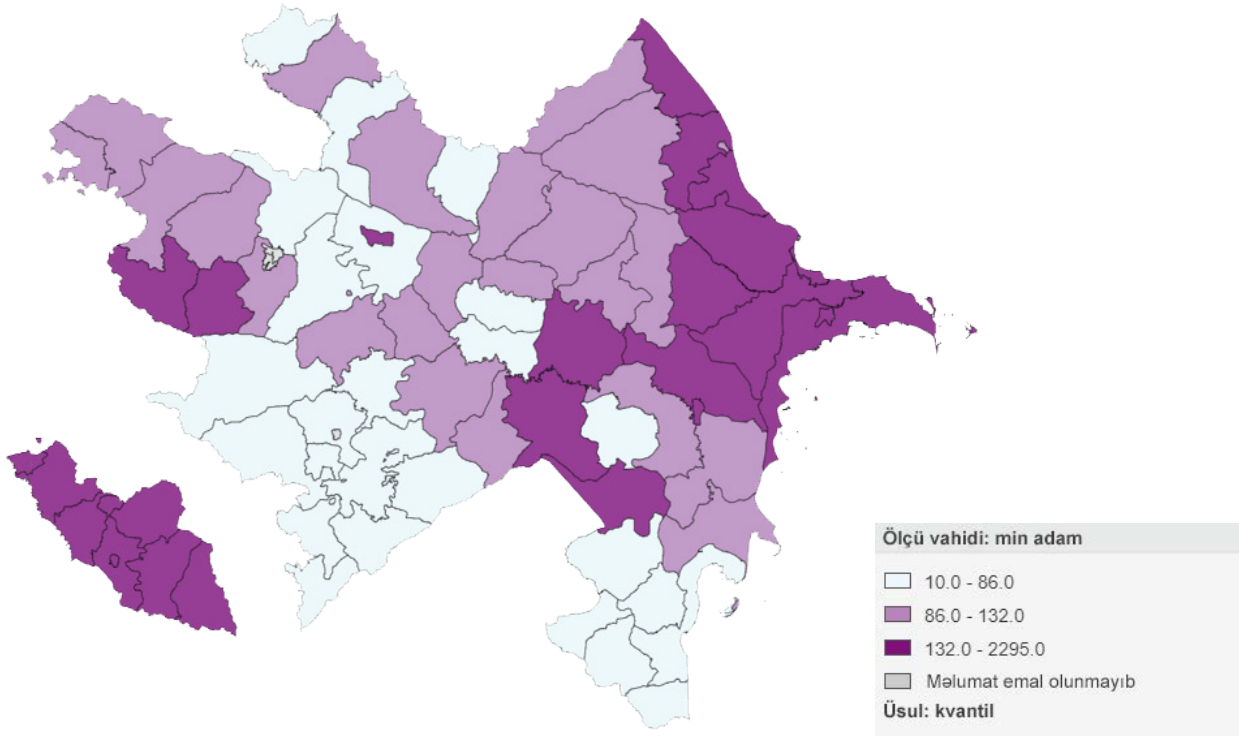 Ölçü vahidi: min adam
10.0 - 86.0
86.0 - 132.0
132.0 - 2295.0
Məlumat emal olunmayıb
Üsul: kvantil